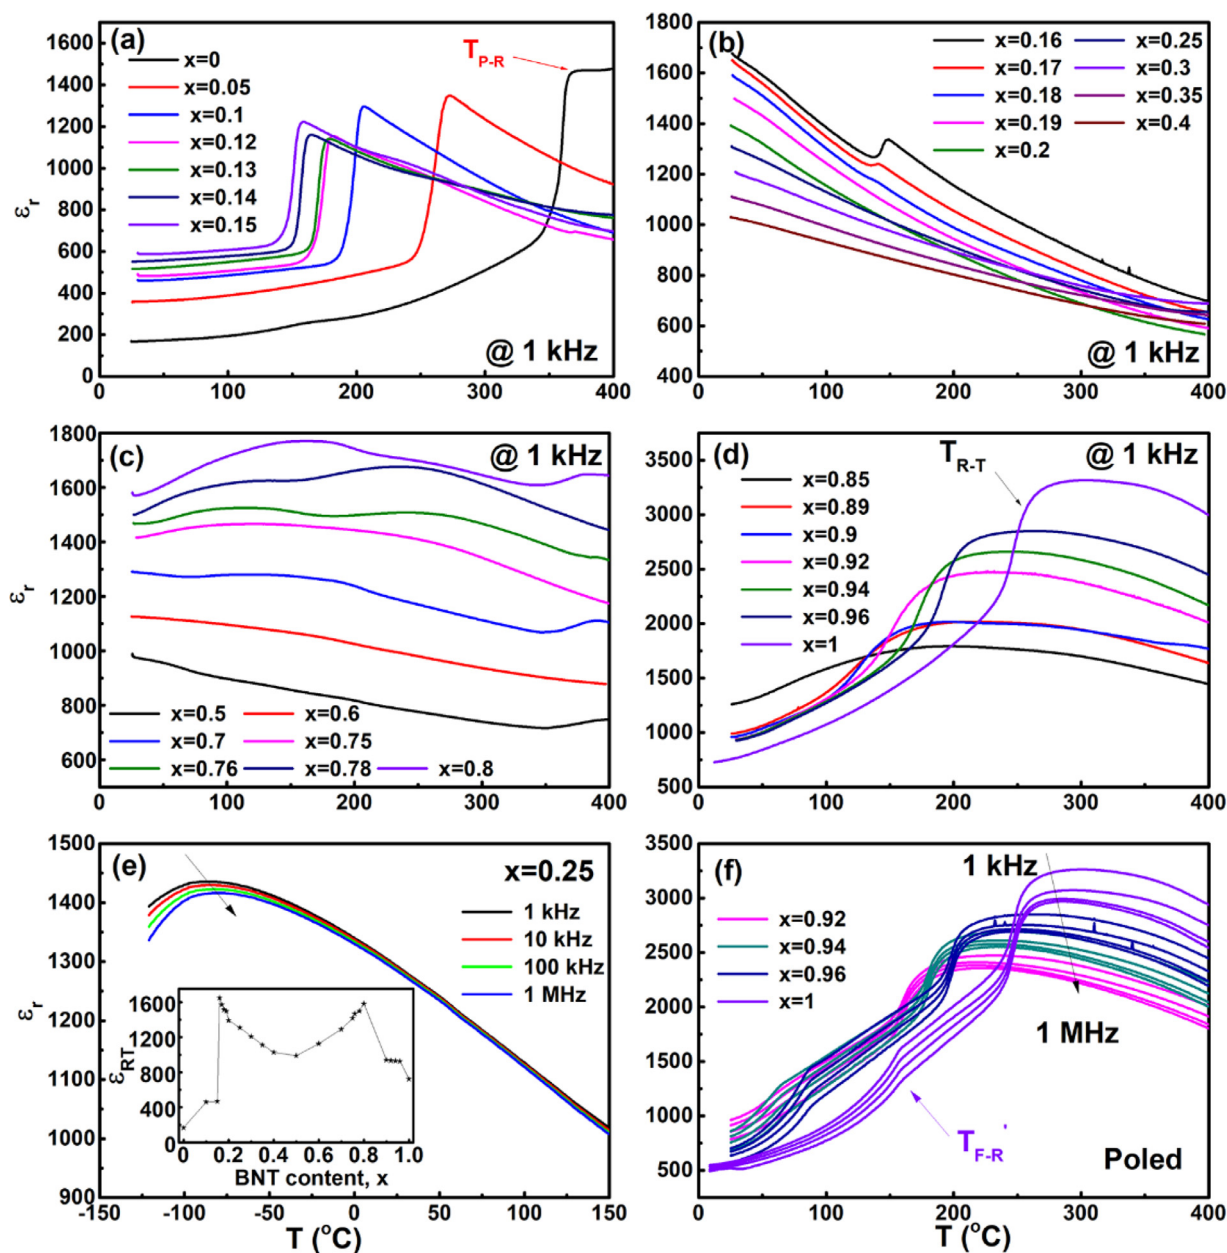 (a)
x=0
x=0.05
x=0.1
x=0.12
x=0.13
x=0.14
x=0.15
T P-R
@ 1 kHz
εr
1600
1400
1200
1000
800
600
400
200
0
0 100 200 300 400
(b)
x=0.16 x=0.25
x=0.17 x=0.3
x=0.18 x=0.35
x=0.19 x=0.4
x=0.2
@ 1 kHz
1800
1600
1400
1200
1000
800
600
400
0 100 200 300 400
(c)
@ 1 kHz
εr
1800
1600
1400
1200
1000
800
600
x=0.5 x=0.6
x=0.7 x=0.75
x=0.76 x=0.78 x=0.8
0 100 200 300 400
(d)
T R-T
@ 1 kHz
x=0.85
x=0.89
x=0.9
x=0.92
x=0.94
x=0.96
x=1
3500
3000
2500
2000
1500
1000
500
0 100 200 300 400
(e)
x=0.25
1 kHz
10 kHz
100 kHz
1 MHz
εr
1500
1400
1300
1200
1100
1000
900
εRT
1600
1200
800
400
0
0.0 0.2 0.4 0.6 0.8 1.0
BNT content, x
-150 -100 -50 0 50 100 150
T (°C)
(f)
1 kHz
x=0.92
x=0.94
x=0.96
x=1
1 MHz
T F-R'
Poled
3500
3000
2500
2000
1500
1000
500
0 100 200 300 400
T (°C)